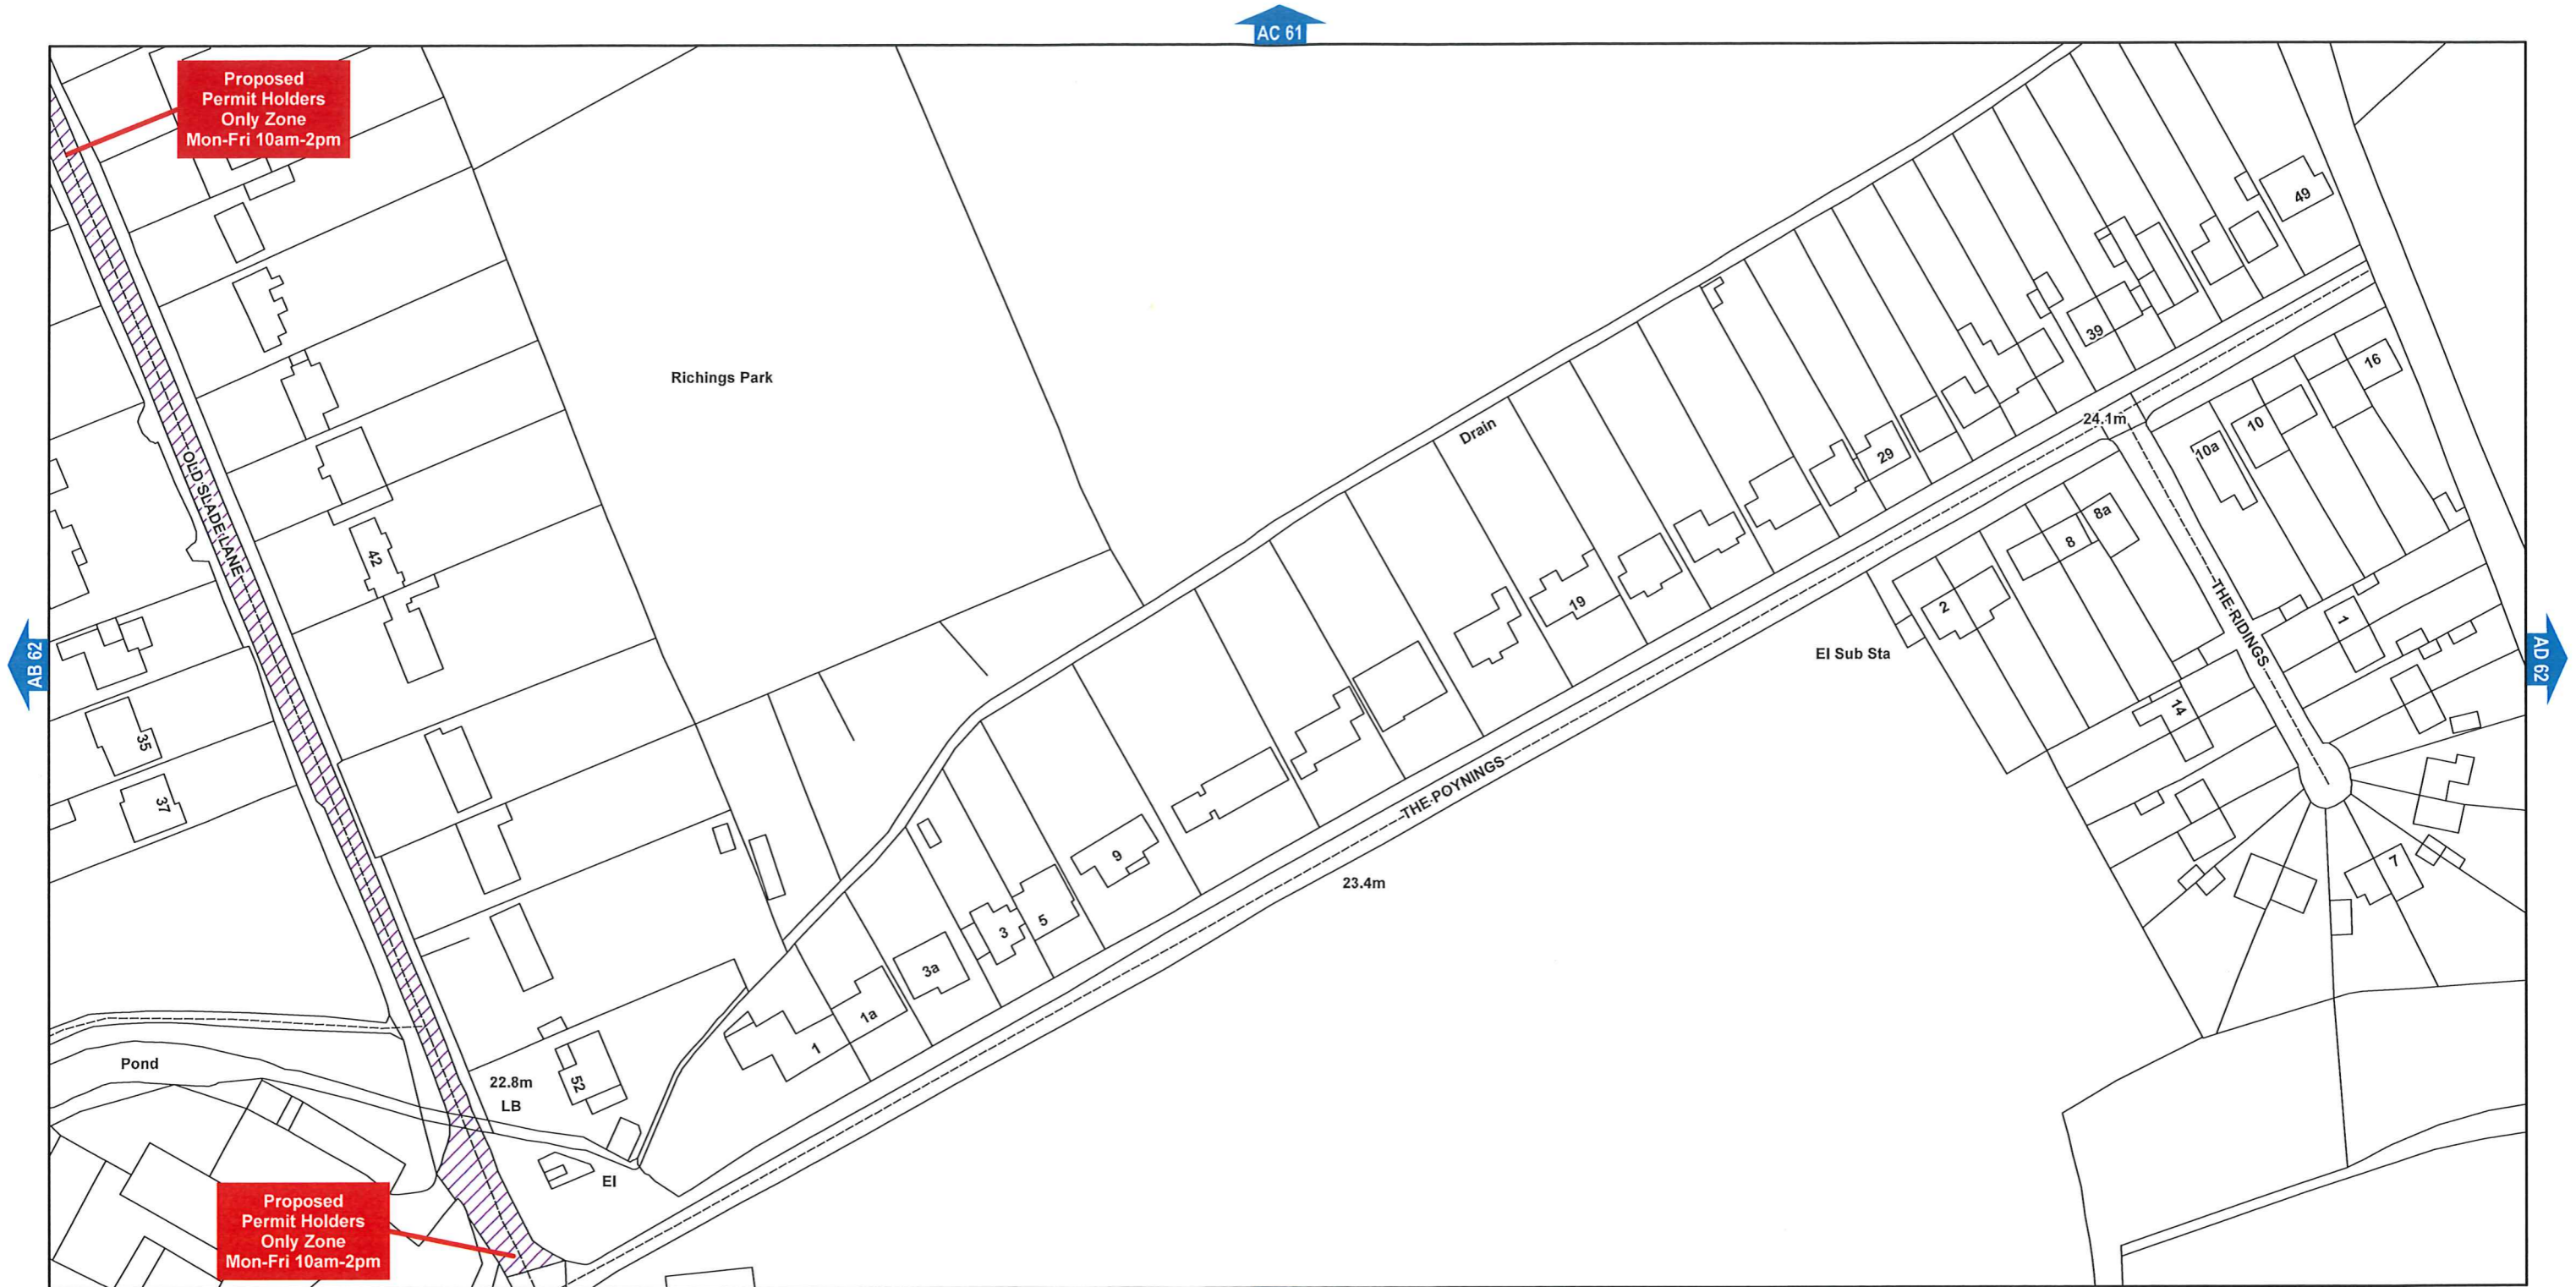 AC 61
Proposed
Permit Holders
Only Zone
Mon-Fri 10am-2pm
49
Richings Park
39
16
24.1m
Drain
10
10a
29
OLD SLADE LANE
8a
8
42
19
2
THE RIDINGS
1
AB 62
El Sub Sta
AD 62
14
35
THE POYNINGS
37
9
7
23.4m
5
3
3a
1a
1
Pond
22.8m
52
LB
El
Proposed
Permit Holders
Only Zone
Mon-Fri 10am-2pm